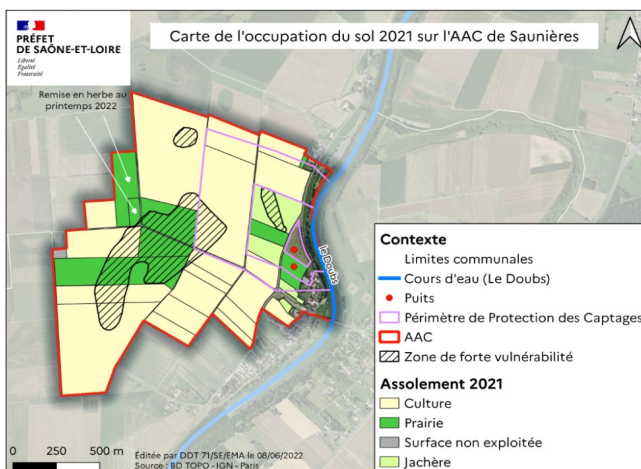 PRÉFET
DE SAÔNE-ET-LOIRE
Liberté
Égalité
Fraternité
Carte de l'occupation du sol 2021 sur l'AAC de Saunières
Remise en herbe au
printemps 2022
le Doubs
Contexte
Limites communales
Cours d'eau (Le Doubs)
Puits
Périmètre de Protection des Captages
AAC
Zone de forte vulnérabilité
Assolement 2021
Culture
Prairie
Surface non exploitée
Jachère
0 250 500 m
Éditée par DDT 71/SE/EMA le 08/06/2022
Source : BD TOPO - IGN - Paris